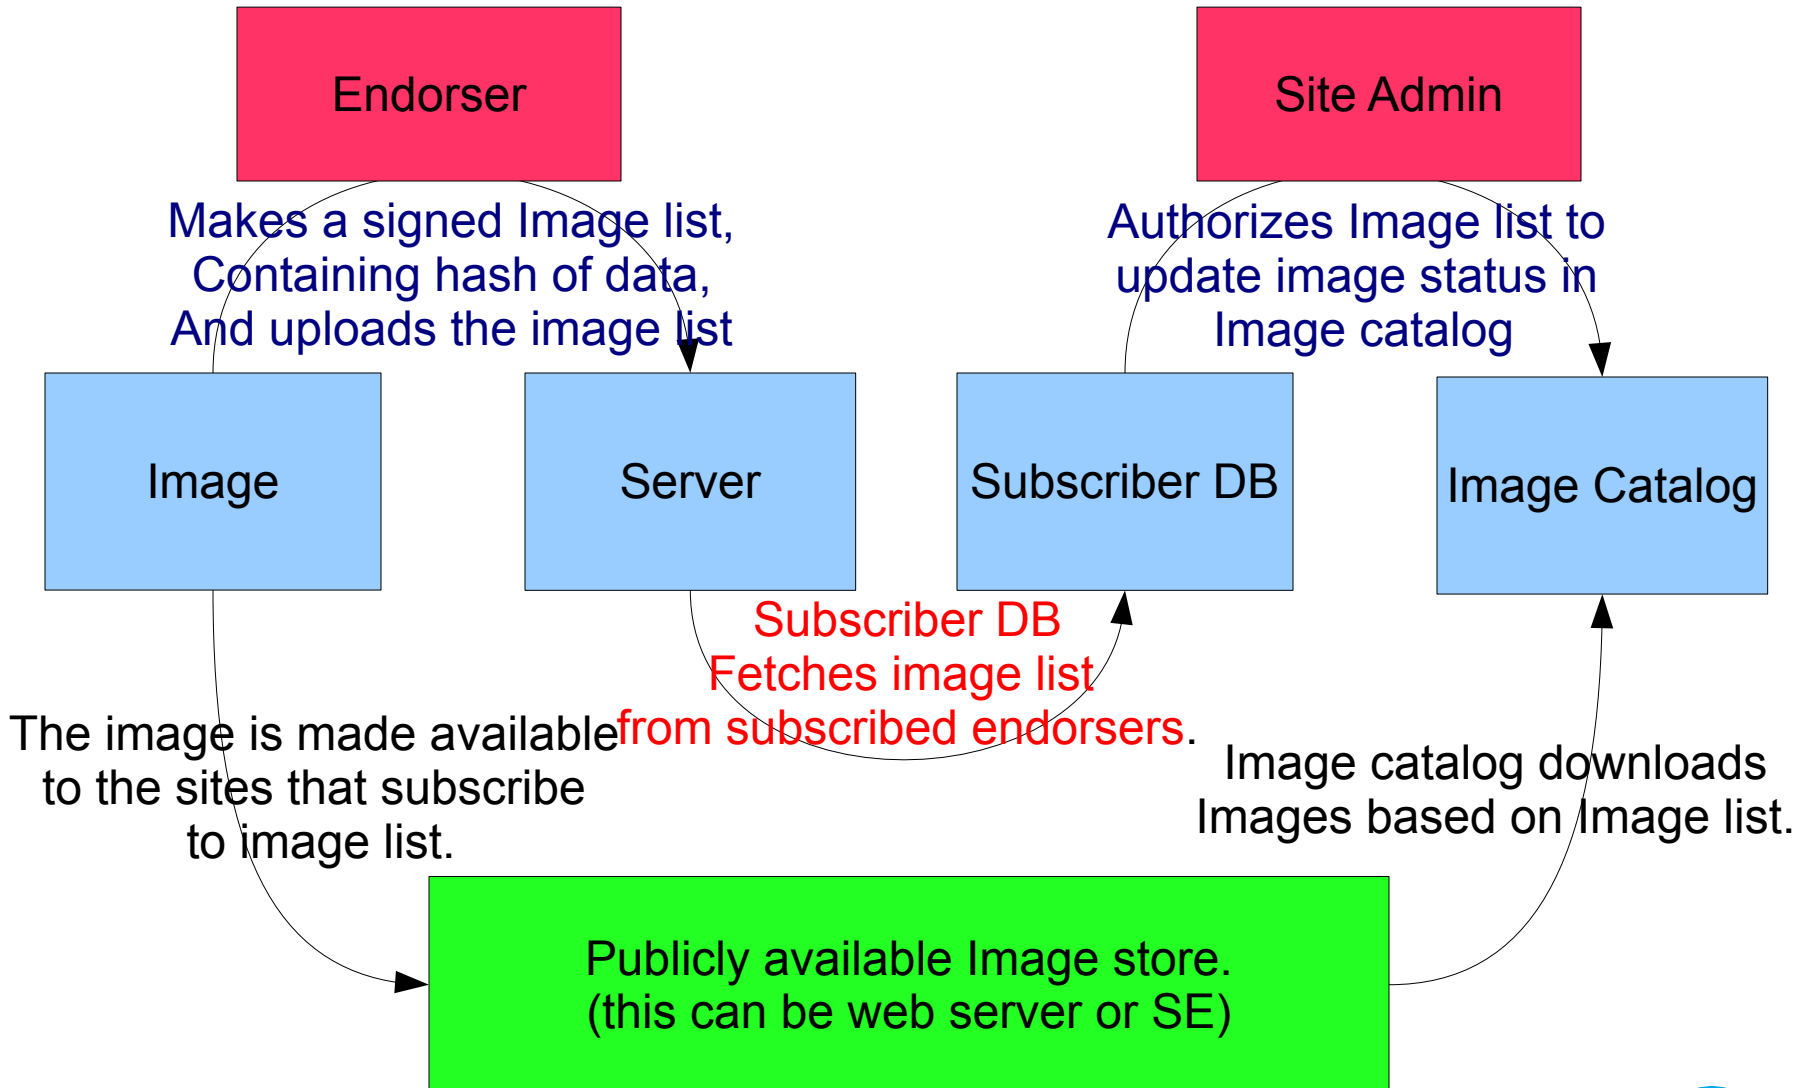 Endorser
Site Admin
Makes a signed Image list,
Containing hash of data,
And uploads the image list
Authorizes Image list to
update image status in
Image catalog
Image
Server
Subscriber DB
Image Catalog
Subscriber DB
Fetches image list
from subscribed endorsers.
The image is made available
to the sites that subscribe
to image list.
Image catalog downloads
Images based on Image list.
Publicly available Image store.
(this can be web server or SE)